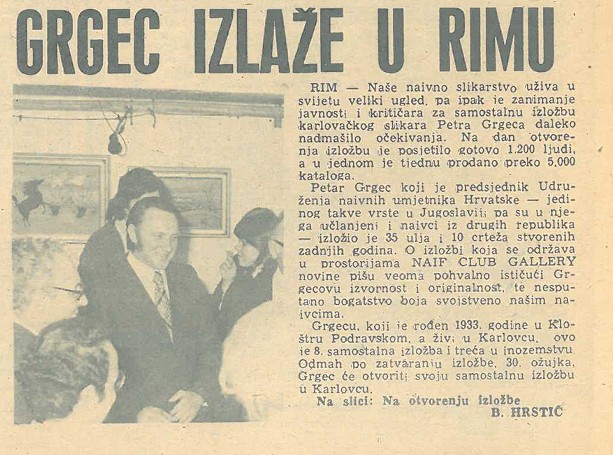 GRGEC IZLAŽE U RIMU
RIM — Naše naivno slikarstvo uživa u
svijetu veliki ugled, pa ipak je zanimanje
javnosti i kritičara za samostalnu izložbu
karlovačkog slikara Petra Grgeca daleko
nadmašilo očekivanja. Na dan otvore-
nja izložbu je posjetilo gotovo 1.200 ljudi,
a u jednom je tjednu prodano preko 5,000
kataloga.
Petar Grgec koji je predsjednik Udru-
ženja naivnih umjetnika Hrvatske — jedi-
nog takve vrste u Jugoslaviji, pa su u nje-
ga učlanjeni i naivci iz drugih republika
— izložio je 35 ulja i 10 crteža stvorenih
zadnjih godina. O izložbi koja se održava
u prostorijama NAIF CLUB GALLERY
novine pišu veoma pohvalno ističući Gr-
gecovu izvornost i originalnost, te nespu-
tano bogatstvo boja svojstveno našim na-
ivcima.
Grgecu, koji je rođen 1933. godine u Klo-
štru Podravskom, a živi u Karlovcu, ovo
je 8. samostalna izložba i treća u inozemstvu.
Odmah po zatvaranju izložbe, 30. ožujka,
Grgec će otvoriti svoju samostalnu izložbu
u Karlovcu.
Na slici: Na otvorenju izložbe
B. HRSTIĆ